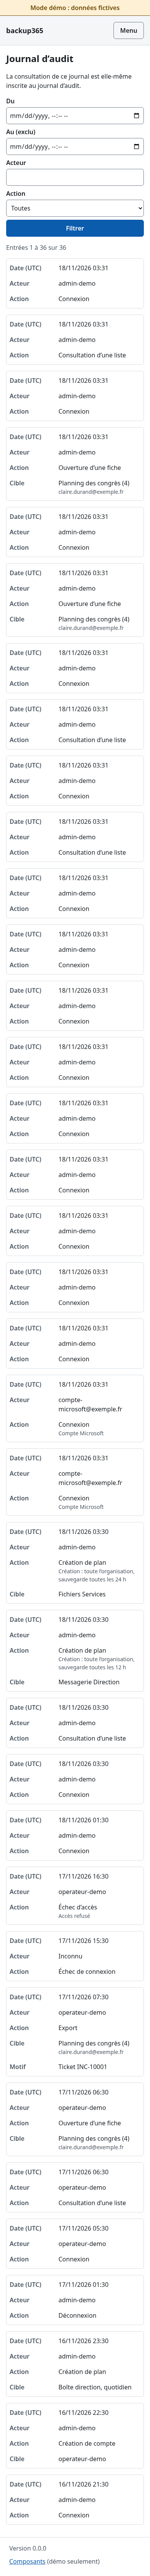 Mode démo : données fictives
backup365
Menu
Journal d’audit
La consultation de ce journal est elle-même
inscrite au journal d’audit.
Du
mm/dd/yyyy, --:-- --
Au (exclu)
mm/dd/yyyy, --:-- --
Acteur
Action
Toutes
Filtrer
Entrées 1 à 36 sur 36
Date (UTC) 18/11/2026 03:31
Acteur admin-demo
Action Connexion
Date (UTC) 18/11/2026 03:31
Acteur admin-demo
Action Consultation d’une liste
Date (UTC) 18/11/2026 03:31
Acteur admin-demo
Action Connexion
Date (UTC) 18/11/2026 03:31
Acteur admin-demo
Action Ouverture d’une fiche
Cible Planning des congrès (4)
claire.durand@exemple.fr
Date (UTC) 18/11/2026 03:31
Acteur admin-demo
Action Connexion
Date (UTC) 18/11/2026 03:31
Acteur admin-demo
Action Ouverture d’une fiche
Cible Planning des congrès (4)
claire.durand@exemple.fr
Date (UTC) 18/11/2026 03:31
Acteur admin-demo
Action Connexion
Date (UTC) 18/11/2026 03:31
Acteur admin-demo
Action Consultation d’une liste
Date (UTC) 18/11/2026 03:31
Acteur admin-demo
Action Connexion
Date (UTC) 18/11/2026 03:31
Acteur admin-demo
Action Consultation d’une liste
Date (UTC) 18/11/2026 03:31
Acteur admin-demo
Action Connexion
Date (UTC) 18/11/2026 03:31
Acteur admin-demo
Action Connexion
Date (UTC) 18/11/2026 03:31
Acteur admin-demo
Action Connexion
Date (UTC) 18/11/2026 03:31
Acteur admin-demo
Action Connexion
Date (UTC) 18/11/2026 03:31
Acteur admin-demo
Action Connexion
Date (UTC) 18/11/2026 03:31
Acteur admin-demo
Action Connexion
Date (UTC) 18/11/2026 03:31
Acteur admin-demo
Action Connexion
Date (UTC) 18/11/2026 03:31
Acteur admin-demo
Action Connexion
Date (UTC) 18/11/2026 03:31
Acteur admin-demo
Action Connexion
Date (UTC) 18/11/2026 03:31
Acteur compte-
microsoft@exemple.fr
Action Connexion
Compte Microsoft
Date (UTC) 18/11/2026 03:31
Acteur compte-
microsoft@exemple.fr
Action Connexion
Compte Microsoft
Date (UTC) 18/11/2026 03:30
Acteur admin-demo
Action Création de plan
Création : toute l’organisation,
sauvegarde toutes les 24 h
Cible Fichiers Services
Date (UTC) 18/11/2026 03:30
Acteur admin-demo
Action Création de plan
Création : toute l’organisation,
sauvegarde toutes les 12 h
Cible Messagerie Direction
Date (UTC) 18/11/2026 03:30
Acteur admin-demo
Action Consultation d’une liste
Date (UTC) 18/11/2026 03:30
Acteur admin-demo
Action Connexion
Date (UTC) 18/11/2026 01:30
Acteur admin-demo
Action Connexion
Date (UTC) 17/11/2026 16:30
Acteur operateur-demo
Action Échec d’accès
Accès refusé
Date (UTC) 17/11/2026 15:30
Acteur Inconnu
Action Échec de connexion
Date (UTC) 17/11/2026 07:30
Acteur operateur-demo
Action Export
Cible Planning des congrès (4)
claire.durand@exemple.fr
Motif Ticket INC-10001
Date (UTC) 17/11/2026 06:30
Acteur operateur-demo
Action Ouverture d’une fiche
Cible Planning des congrès (4)
claire.durand@exemple.fr
Date (UTC) 17/11/2026 06:30
Acteur operateur-demo
Action Consultation d’une liste
Date (UTC) 17/11/2026 05:30
Acteur operateur-demo
Action Connexion
Date (UTC) 17/11/2026 01:30
Acteur admin-demo
Action Déconnexion
Date (UTC) 16/11/2026 23:30
Acteur admin-demo
Action Création de plan
Cible Boîte direction, quotidien
Date (UTC) 16/11/2026 22:30
Acteur admin-demo
Action Création de compte
Cible operateur-demo
Date (UTC) 16/11/2026 21:30
Acteur admin-demo
Action Connexion
Version 0.0.0
Composants (démo seulement)